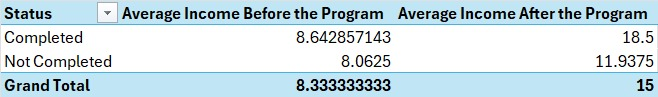 Status Average Income Before the Program Average Income After the Program
Completed 8.642857143 18.5
Not Completed 8.0625 11.9375
Grand Total 8.333333333 15